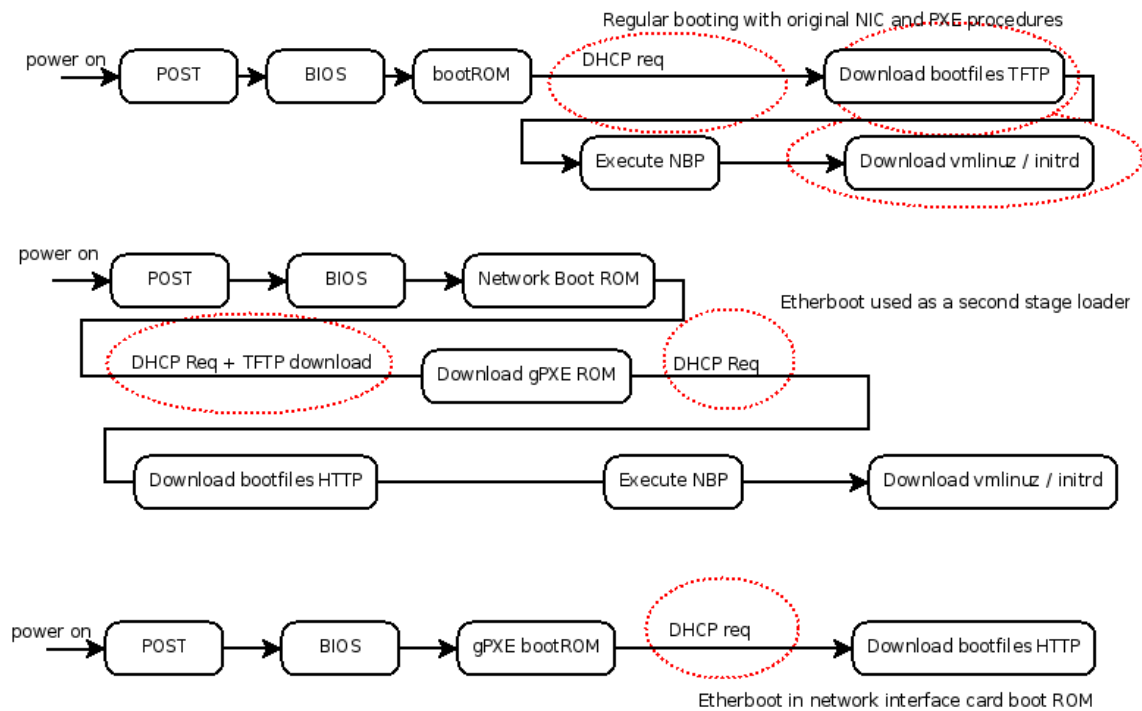 Regular booting with original NIC and PXE procedures
power on
POST
BIOS
bootROM
DHCP req
Download bootfiles TFTP
Execute NBP
Download vmlinuz / initrd
power on
POST
BIOS
Network Boot ROM
Etherboot used as a second stage loader
DHCP Req + TFTP download
Download gPXE ROM
DHCP Req
Download bootfiles HTTP
Execute NBP
Download vmlinuz / initrd
power on
POST
BIOS
gPXE bootROM
DHCP req
Download bootfiles HTTP
Etherboot in network interface card boot ROM